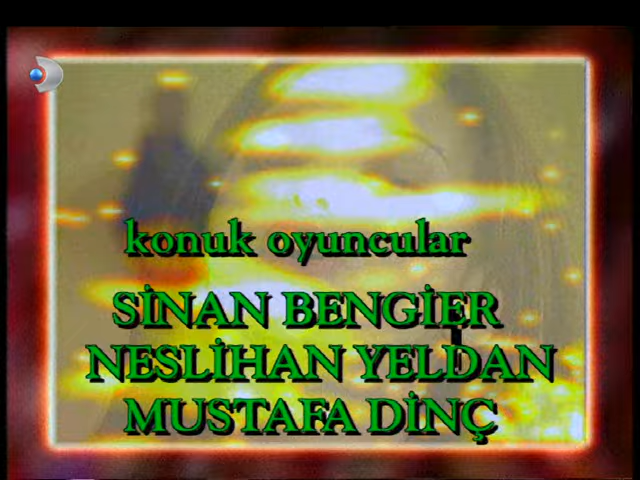 konuk oyuncular
SİNAN BENGİER
NESLİHAN YELDAN
MUSTAFA DİNÇ